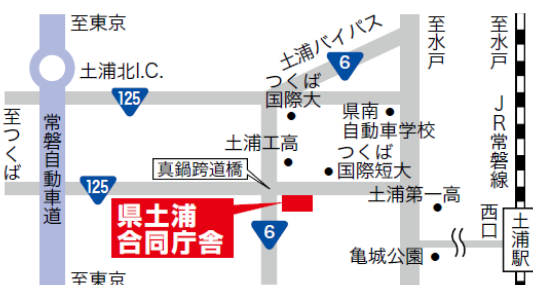 至東京
土浦北I.C.
土浦バイパス
6
至水戸
至水戸
125
つくば
国際大
県南
自動車学校
JR常磐線
至つくば
常磐自動車道
土浦工高
つくば
国際短大
真鍋跨道橋
125
土浦第一高
県土浦
合同庁舎
6
西口
土浦駅
亀城公園
至東京